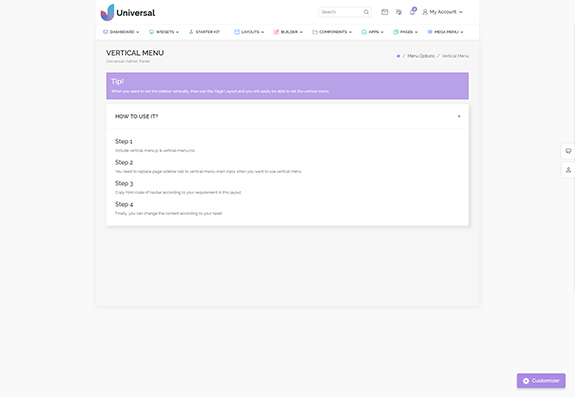 Universal
Search
3
My Account
DASHBOARD
WIDGETS
STARTER KIT
LAYOUTS
BUILDER
COMPONENTS
APPS
PAGES
MEGA MENU
VERTICAL MENU
Universal Admin Panel
/ Menu Options / Vertical Menu
Tip!
When you want to set the sidebar vertically, than use this Page Layout and you will easily be able to set the vertical menu.
HOW TO USE IT?
Step 1
Include vertical-menu.js & vertical-menu.css
Step 2
You need to replace page-sidebar call to vertical-menu-main class when you want to use vertical menu
Step 3
Copy html code of navbar according to your requirement in this layout.
Step 4
Finally, you can change the content according to your need.
Customizer